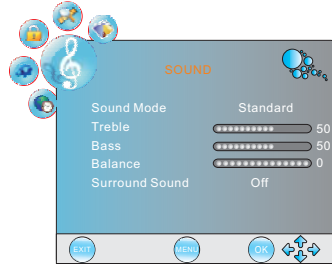 SOUND
Sound Mode Standard
Treble 50
Bass 50
Balance 0
Surround Sound Off
EXIT MENU OK